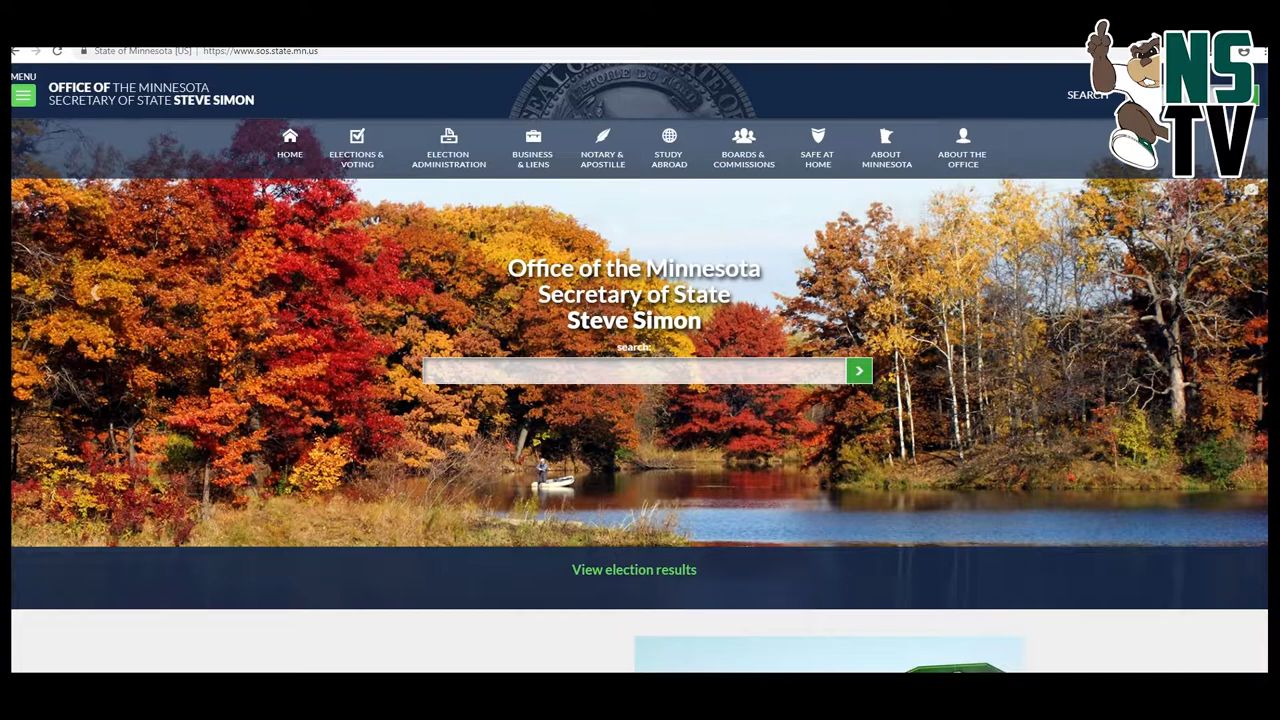 State of Minnesota [US] https://www.sos.state.mn.us
MENU
OFFICE OF THE MINNESOTA
SECRETARY OF STATE STEVE SIMON
SEARCH
NS
TV
HOME
ELECTIONS &
VOTING
ELECTION
ADMINISTRATION
BUSINESS
& LIENS
NOTARY &
APOSTILLE
STUDY
ABROAD
BOARDS &
COMMISSIONS
SAFE AT
HOME
ABOUT
MINNESOTA
ABOUT THE
OFFICE
Office of the Minnesota
Secretary of State
Steve Simon
search:
View election results